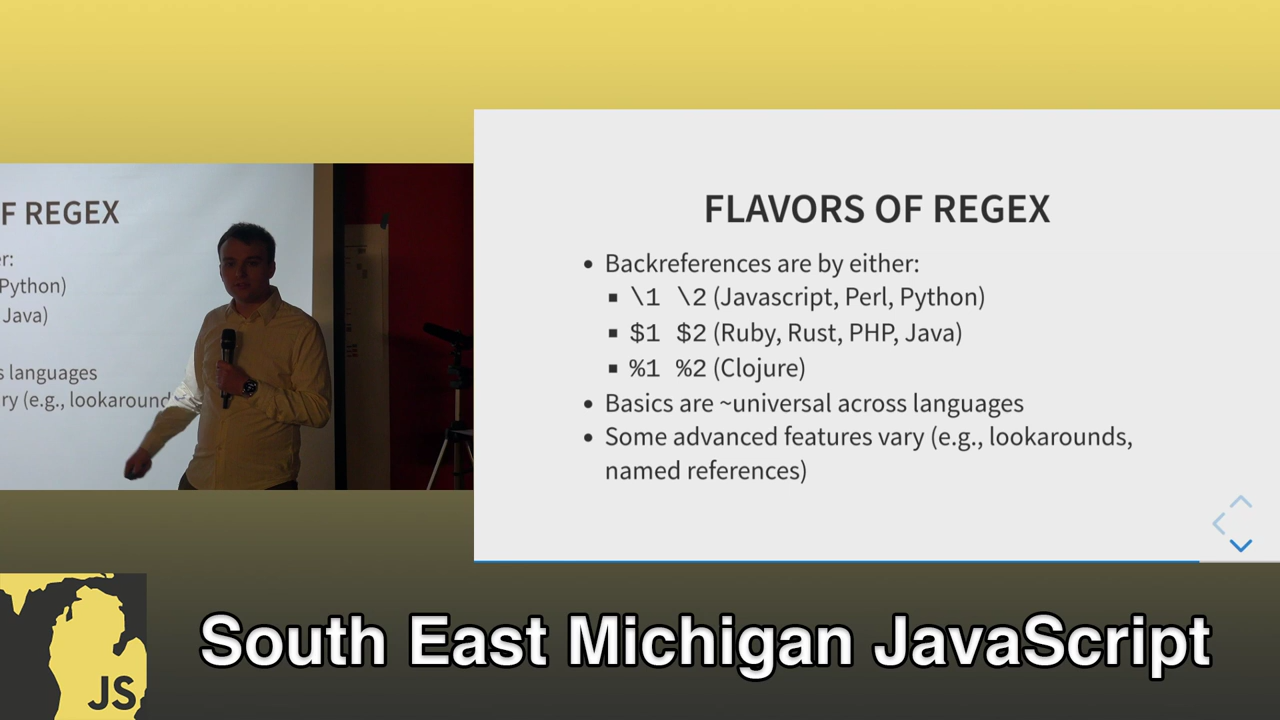 F REGEX
er:
Python)
Java)
s languages
ry (e.g., lookaround
FLAVORS OF REGEX
• Backreferences are by either:
▪ \1 \2 (Javascript, Perl, Python)
▪ $1 $2 (Ruby, Rust, PHP, Java)
▪ %1 %2 (Clojure)
• Basics are ~universal across languages
• Some advanced features vary (e.g., lookarounds,
named references)
JS
South East Michigan JavaScript